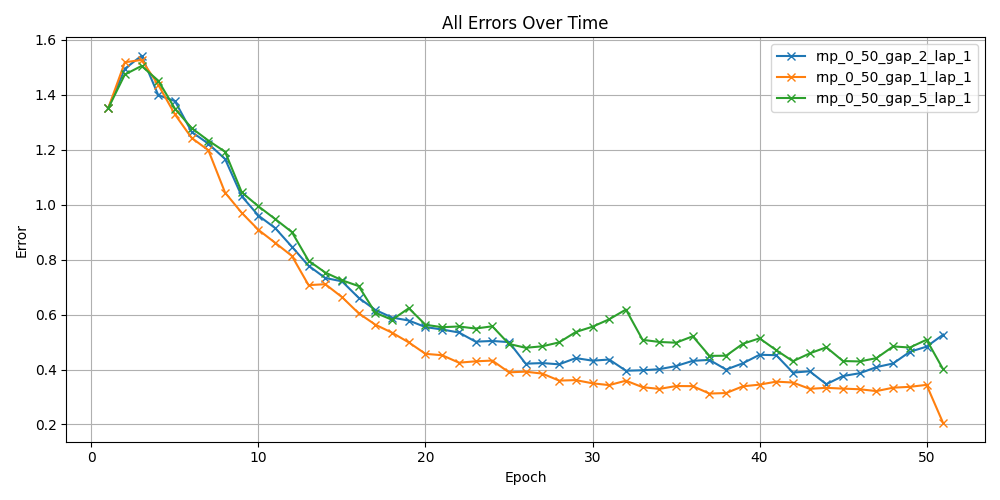 All Errors Over Time
rnp_0_50_gap_2_lap_1
rnp_0_50_gap_1_lap_1
rnp_0_50_gap_5_lap_1
Error
1.6
1.4
1.2
1.0
0.8
0.6
0.4
0.2
0 10 20 30 40 50
Epoch